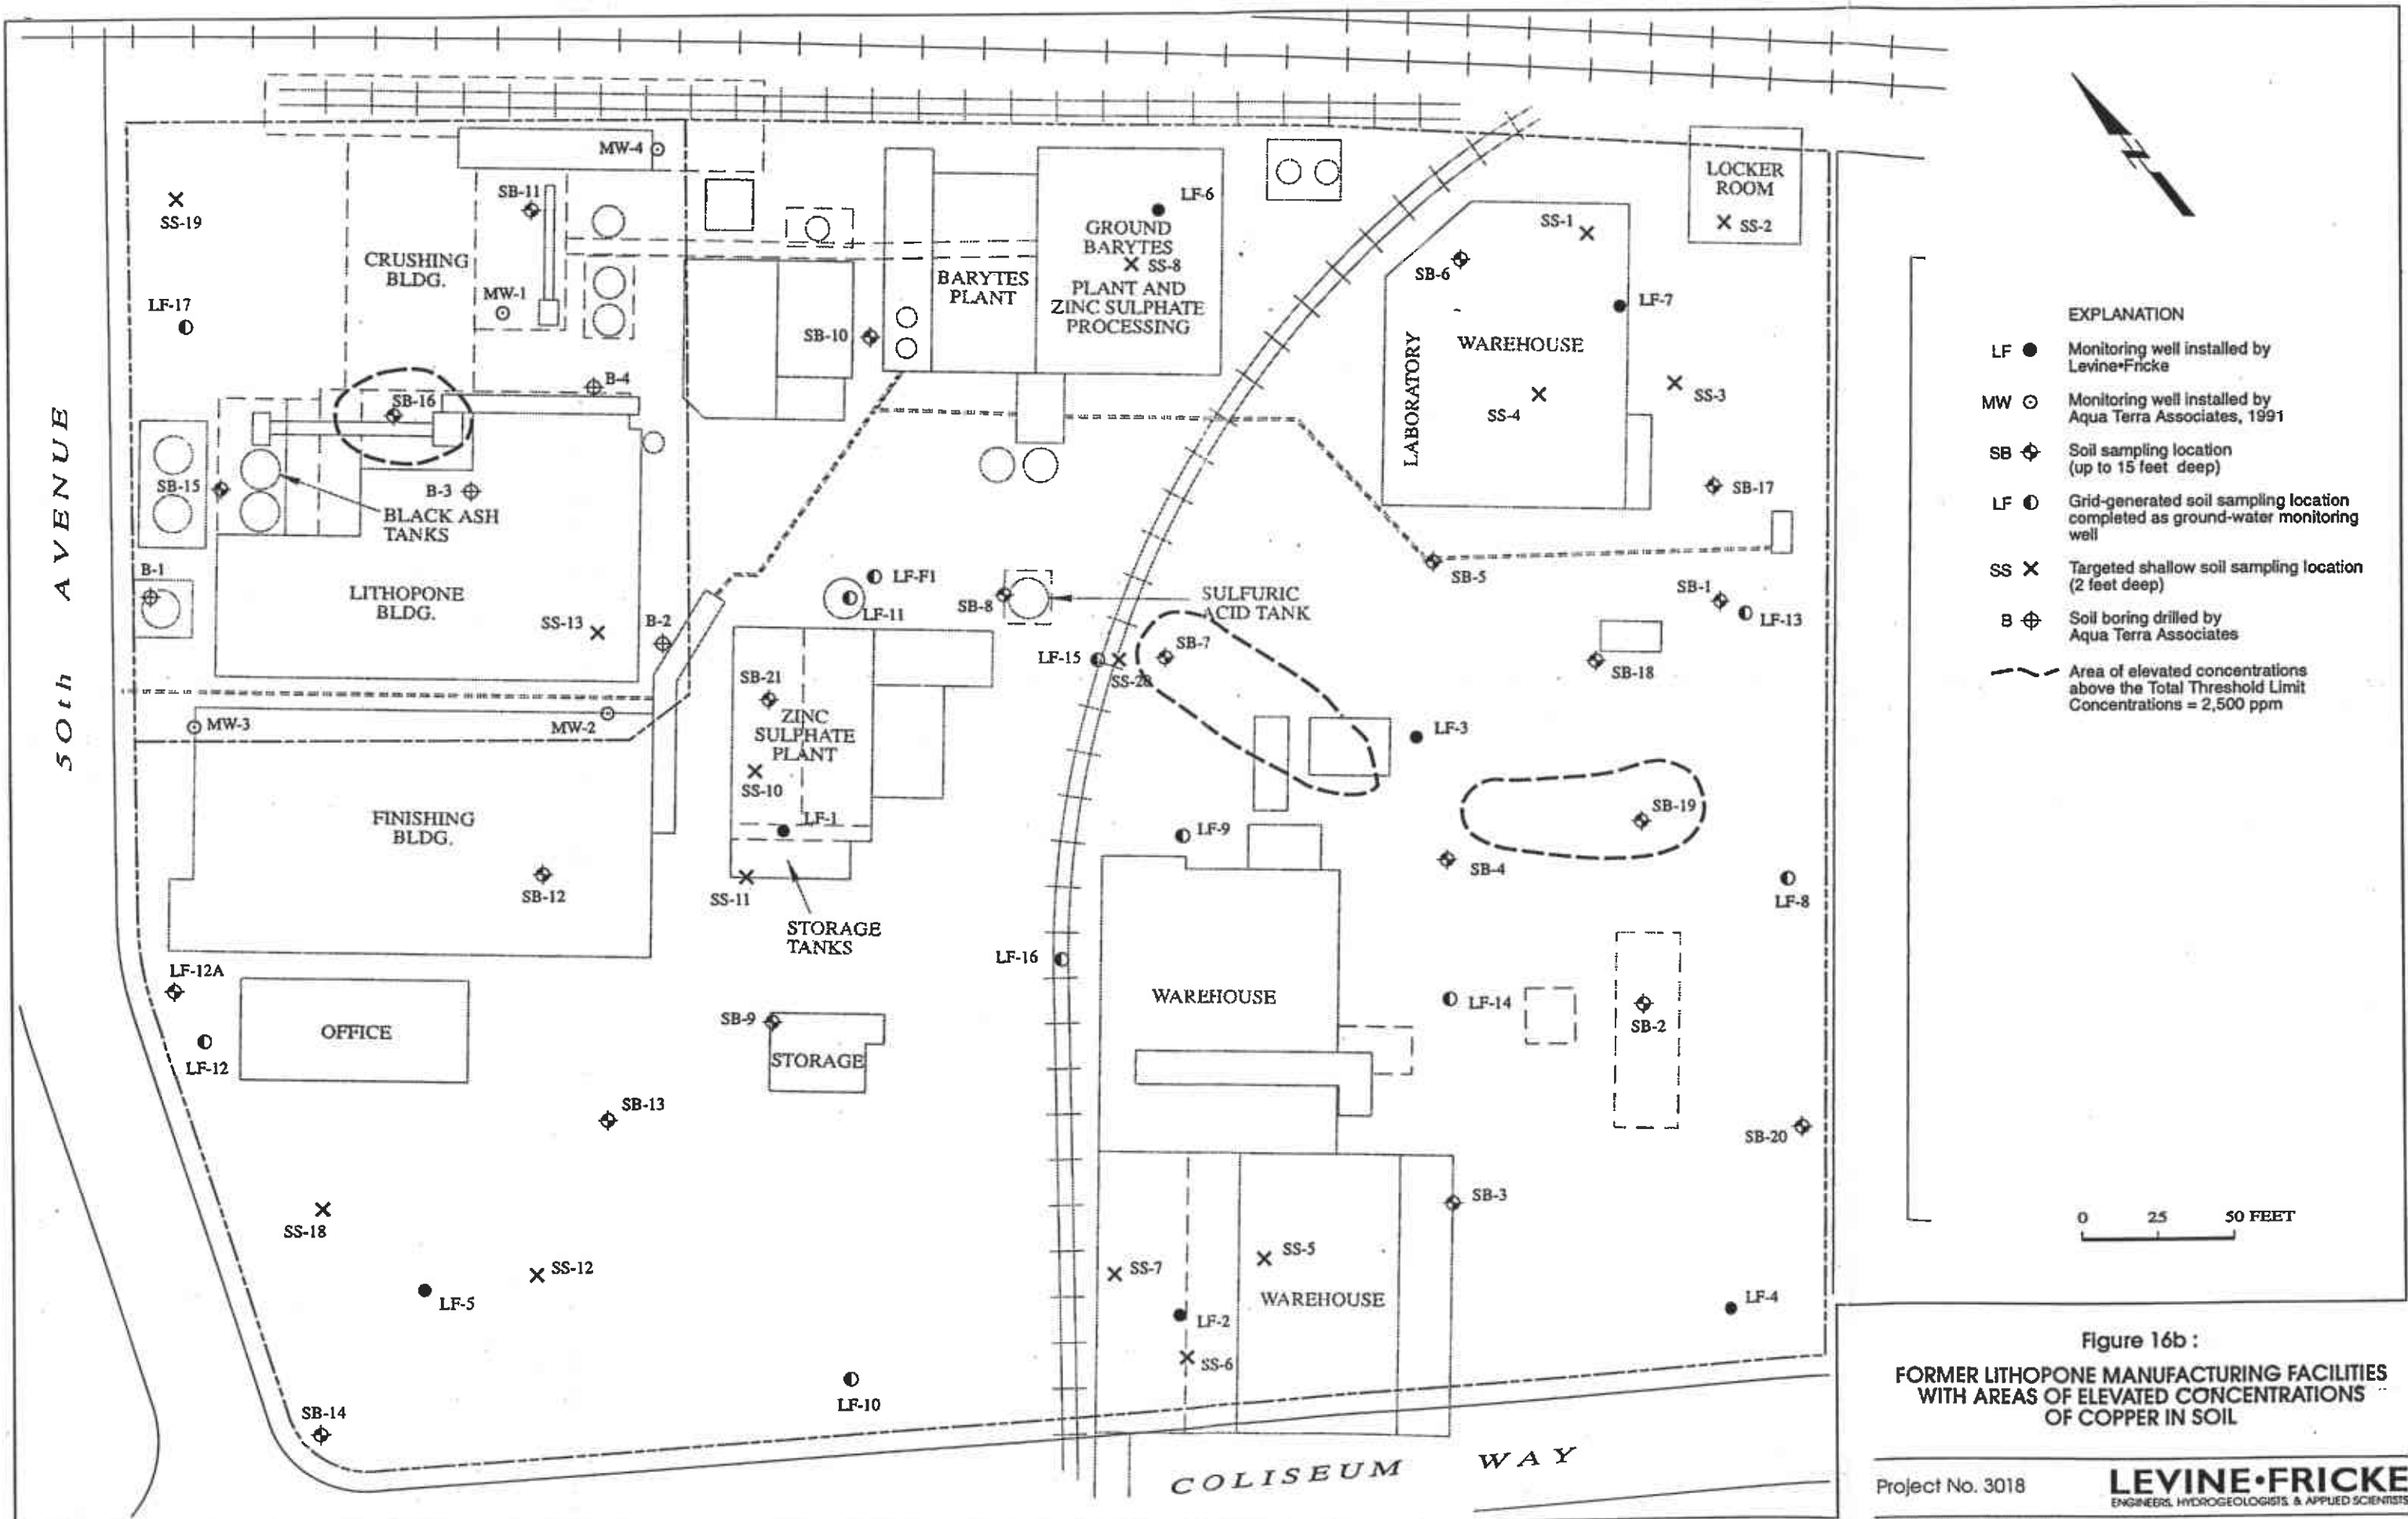 MW-4
LOCKER
ROOM
SS-2
SB-11
LF-6
SS-19
SS-1
GROUND
BARYTES
SS-8
PLANT AND
ZINC SULPHATE
PROCESSING
CRUSHING
BLDG.
BARYTES
PLANT
SB-6
MW-1
LF-17
LF-7
SB-10
LABORATORY
WAREHOUSE
B-4
SB-16
SS-4
SS-3
50th AVENUE
SB-15
B-3
SB-17
BLACK ASH
TANKS
B-1
LF-F1
SB-5
LITHOPONE
BLDG.
LF-11
SB-8
SULFURIC
ACID TANK
SB-1
LF-13
SS-13
B-2
SB-7
LF-15
SS-20
SB-18
SB-21
MW-3
MW-2
ZINC
SULPHATE
PLANT
LF-3
SS-10
SB-19
LF-1
FINISHING
BLDG.
LF-9
SB-4
SB-12
SS-11
LF-8
STORAGE
TANKS
LF-16
LF-12A
WAREHOUSE
LF-14
SB-2
OFFICE
SB-9
STORAGE
LF-12
SB-13
SB-20
SB-3
SS-18
SS-12
SS-7
SS-5
LF-5
WAREHOUSE
LF-2
LF-4
SS-6
LF-10
SB-14
COLISEUM WAY
EXPLANATION
LF Monitoring well installed by
Levine•Fricke
MW Monitoring well installed by
Aqua Terra Associates, 1991
SB Soil sampling location
(up to 15 feet deep)
LF Grid-generated soil sampling location
completed as ground-water monitoring
well
SS Targeted shallow soil sampling location
(2 feet deep)
B Soil boring drilled by
Aqua Terra Associates
Area of elevated concentrations
above the Total Threshold Limit
Concentrations = 2,500 ppm
0 25 50 FEET
Figure 16b :
FORMER LITHOPONE MANUFACTURING FACILITIES
WITH AREAS OF ELEVATED CONCENTRATIONS
OF COPPER IN SOIL
Project No. 3018
LEVINE•FRICKE
ENGINEERS, HYDROGEOLOGISTS, & APPLIED SCIENTISTS